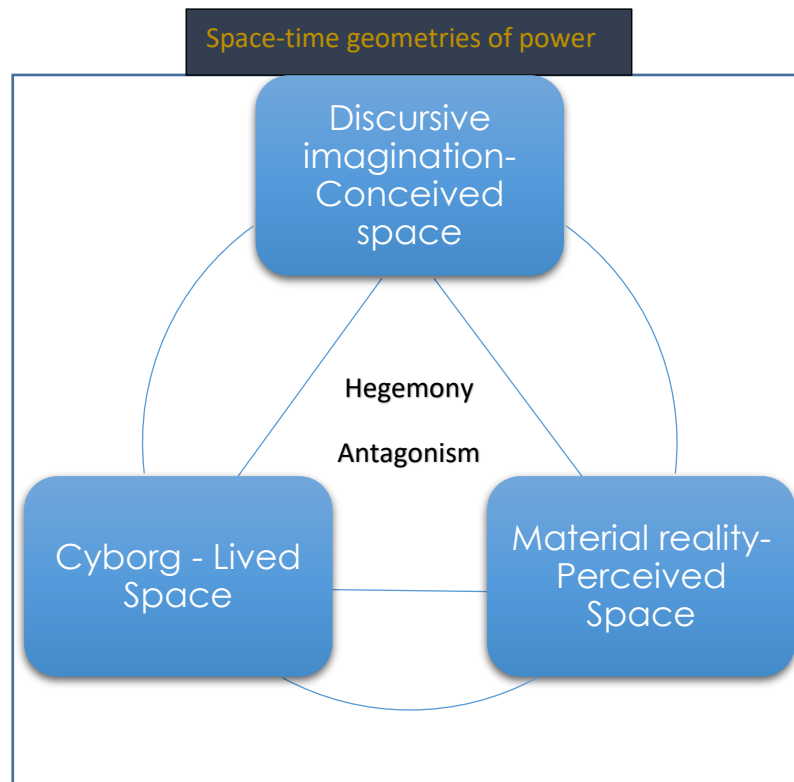 Space-time geometries of power
Discursive
imagination-
Conceived
space
Hegemony
Antagonism
Cyborg - Lived
Space
Material reality-
Perceived
Space